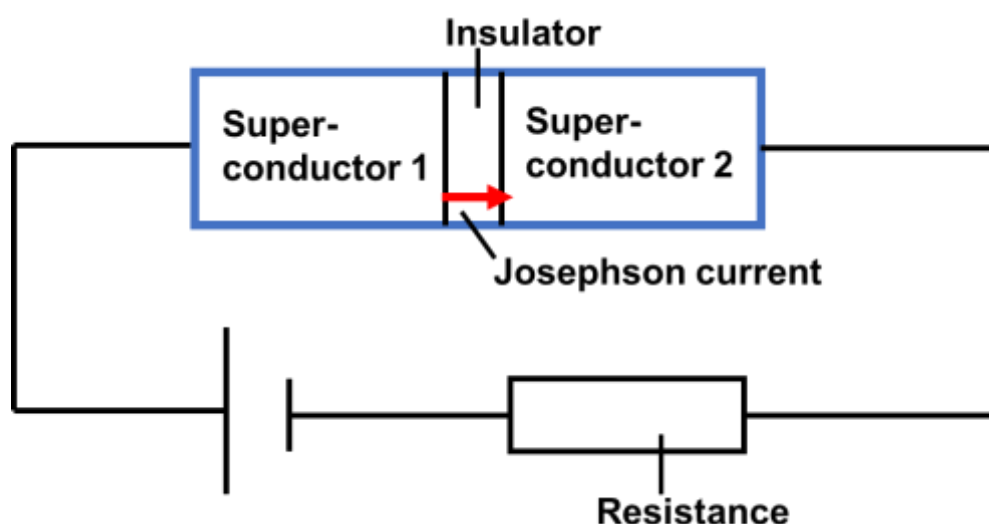 Insulator
Super-
conductor 1
Super-
conductor 2
Josephson current
Resistance